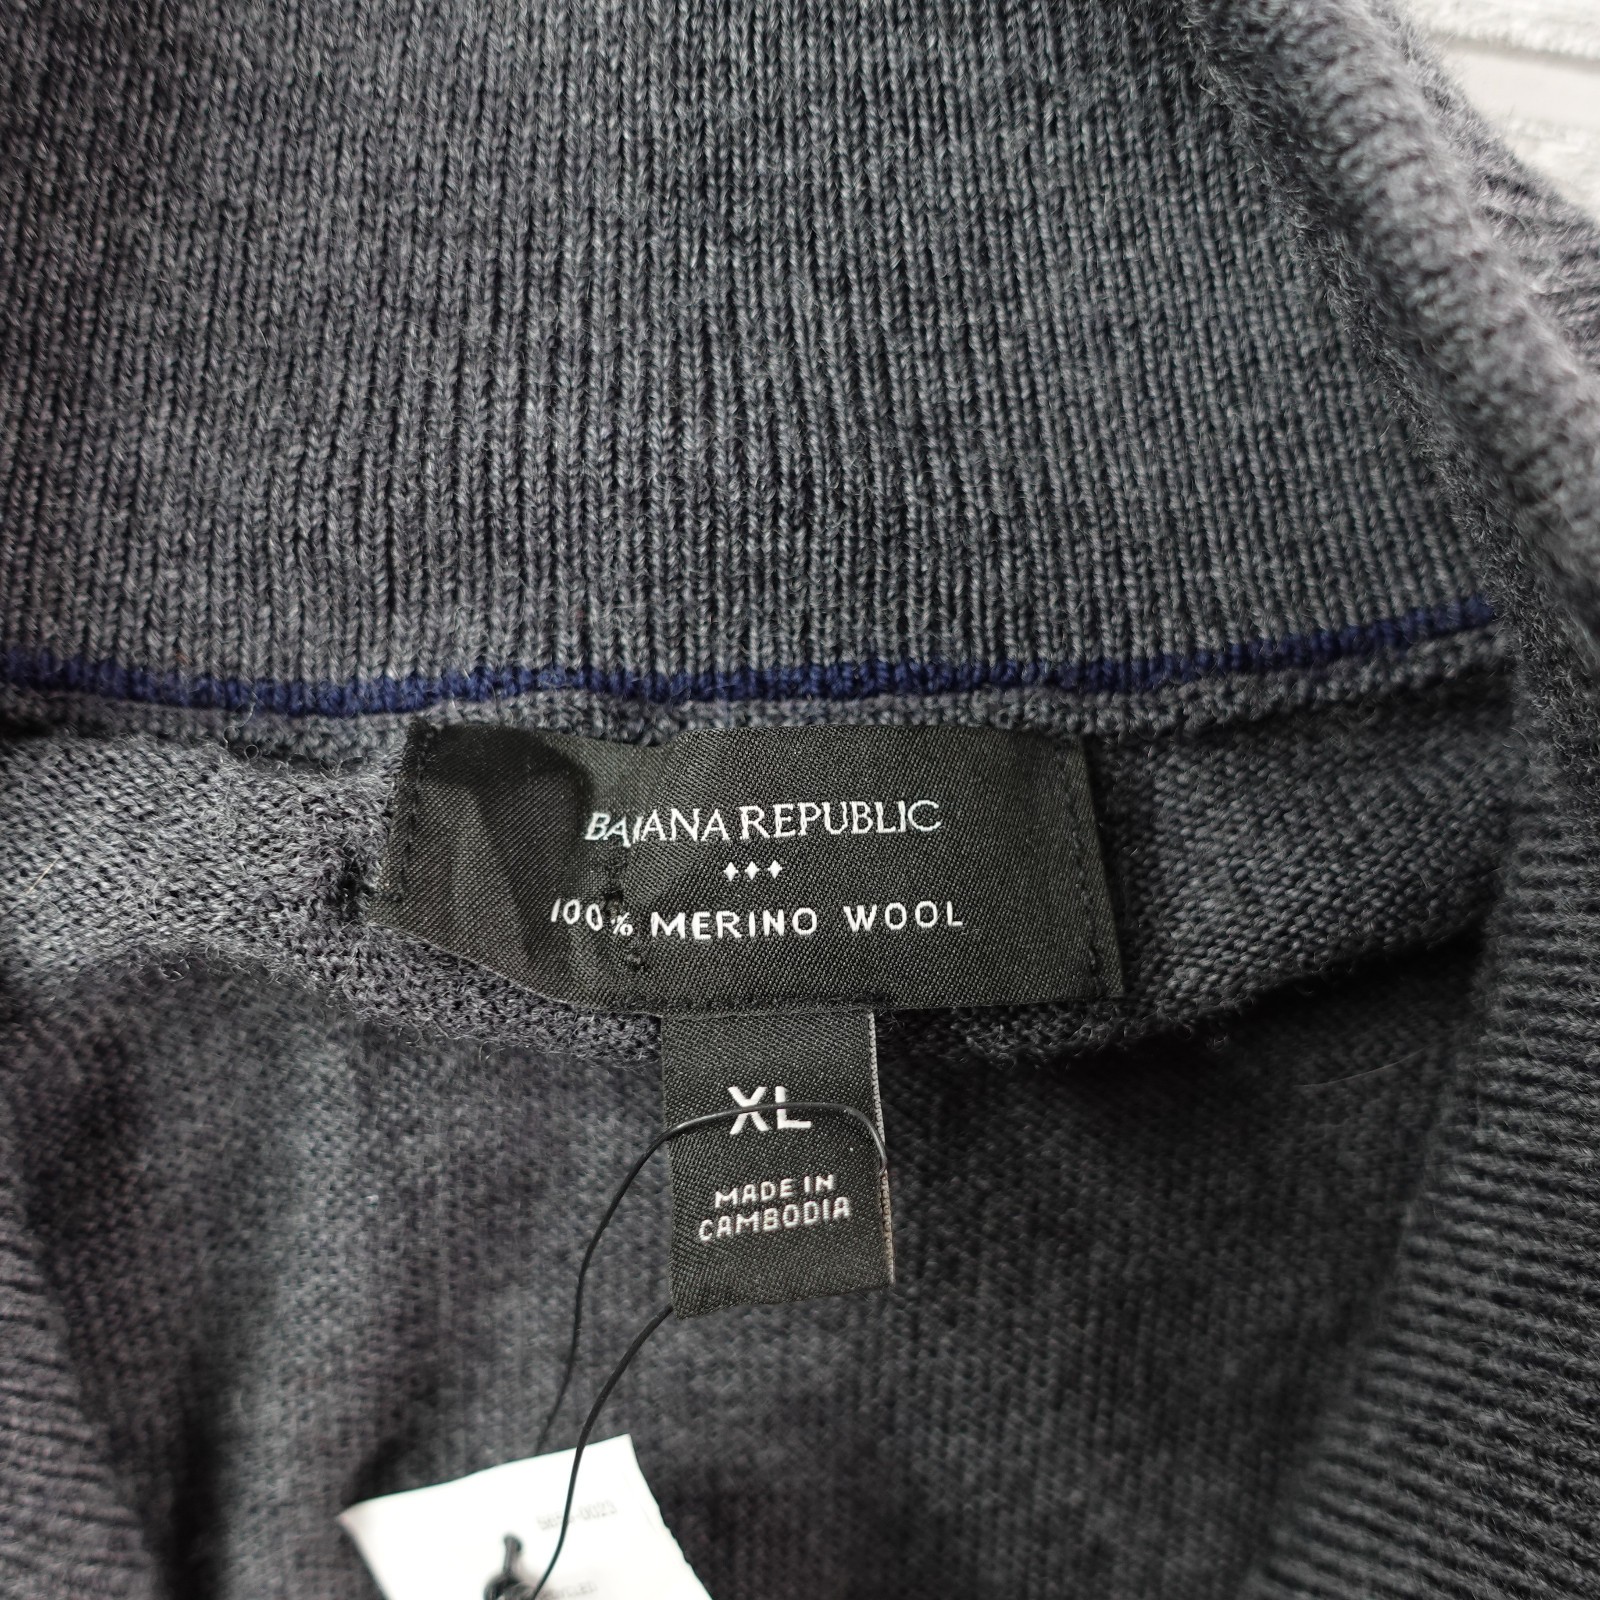 BANANA REPUBLIC
100% MERINO WOOL
XL
MADE IN
CAMBODIA